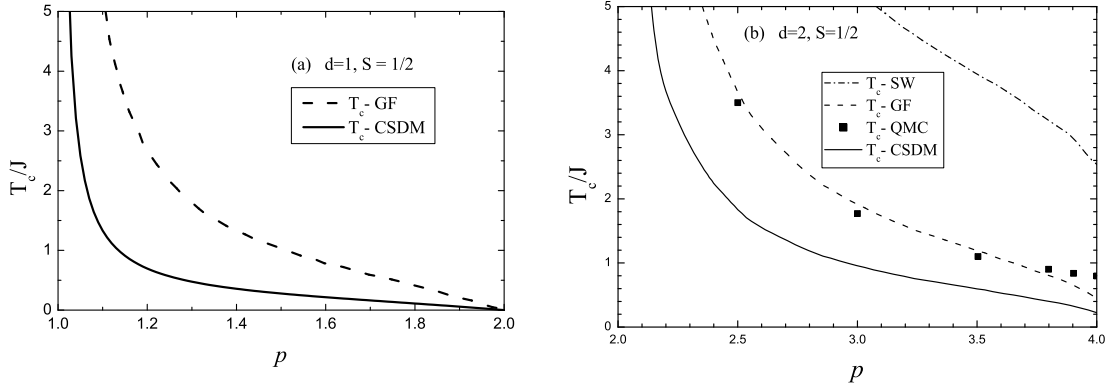 (a) d=1, S = 1/2
T_c- GF
T_c- CSDM
T_c/J
5
4
3
2
1
0
1.0 1.2 1.4 1.6 1.8 2.0
p
(b) d=2, S=1/2
T_c- SW
T_c- GF
T_c- QMC
T_c- CSDM
T_c/J
5
4
3
2
1
0
2.0 2.5 3.0 3.5 4.0
p